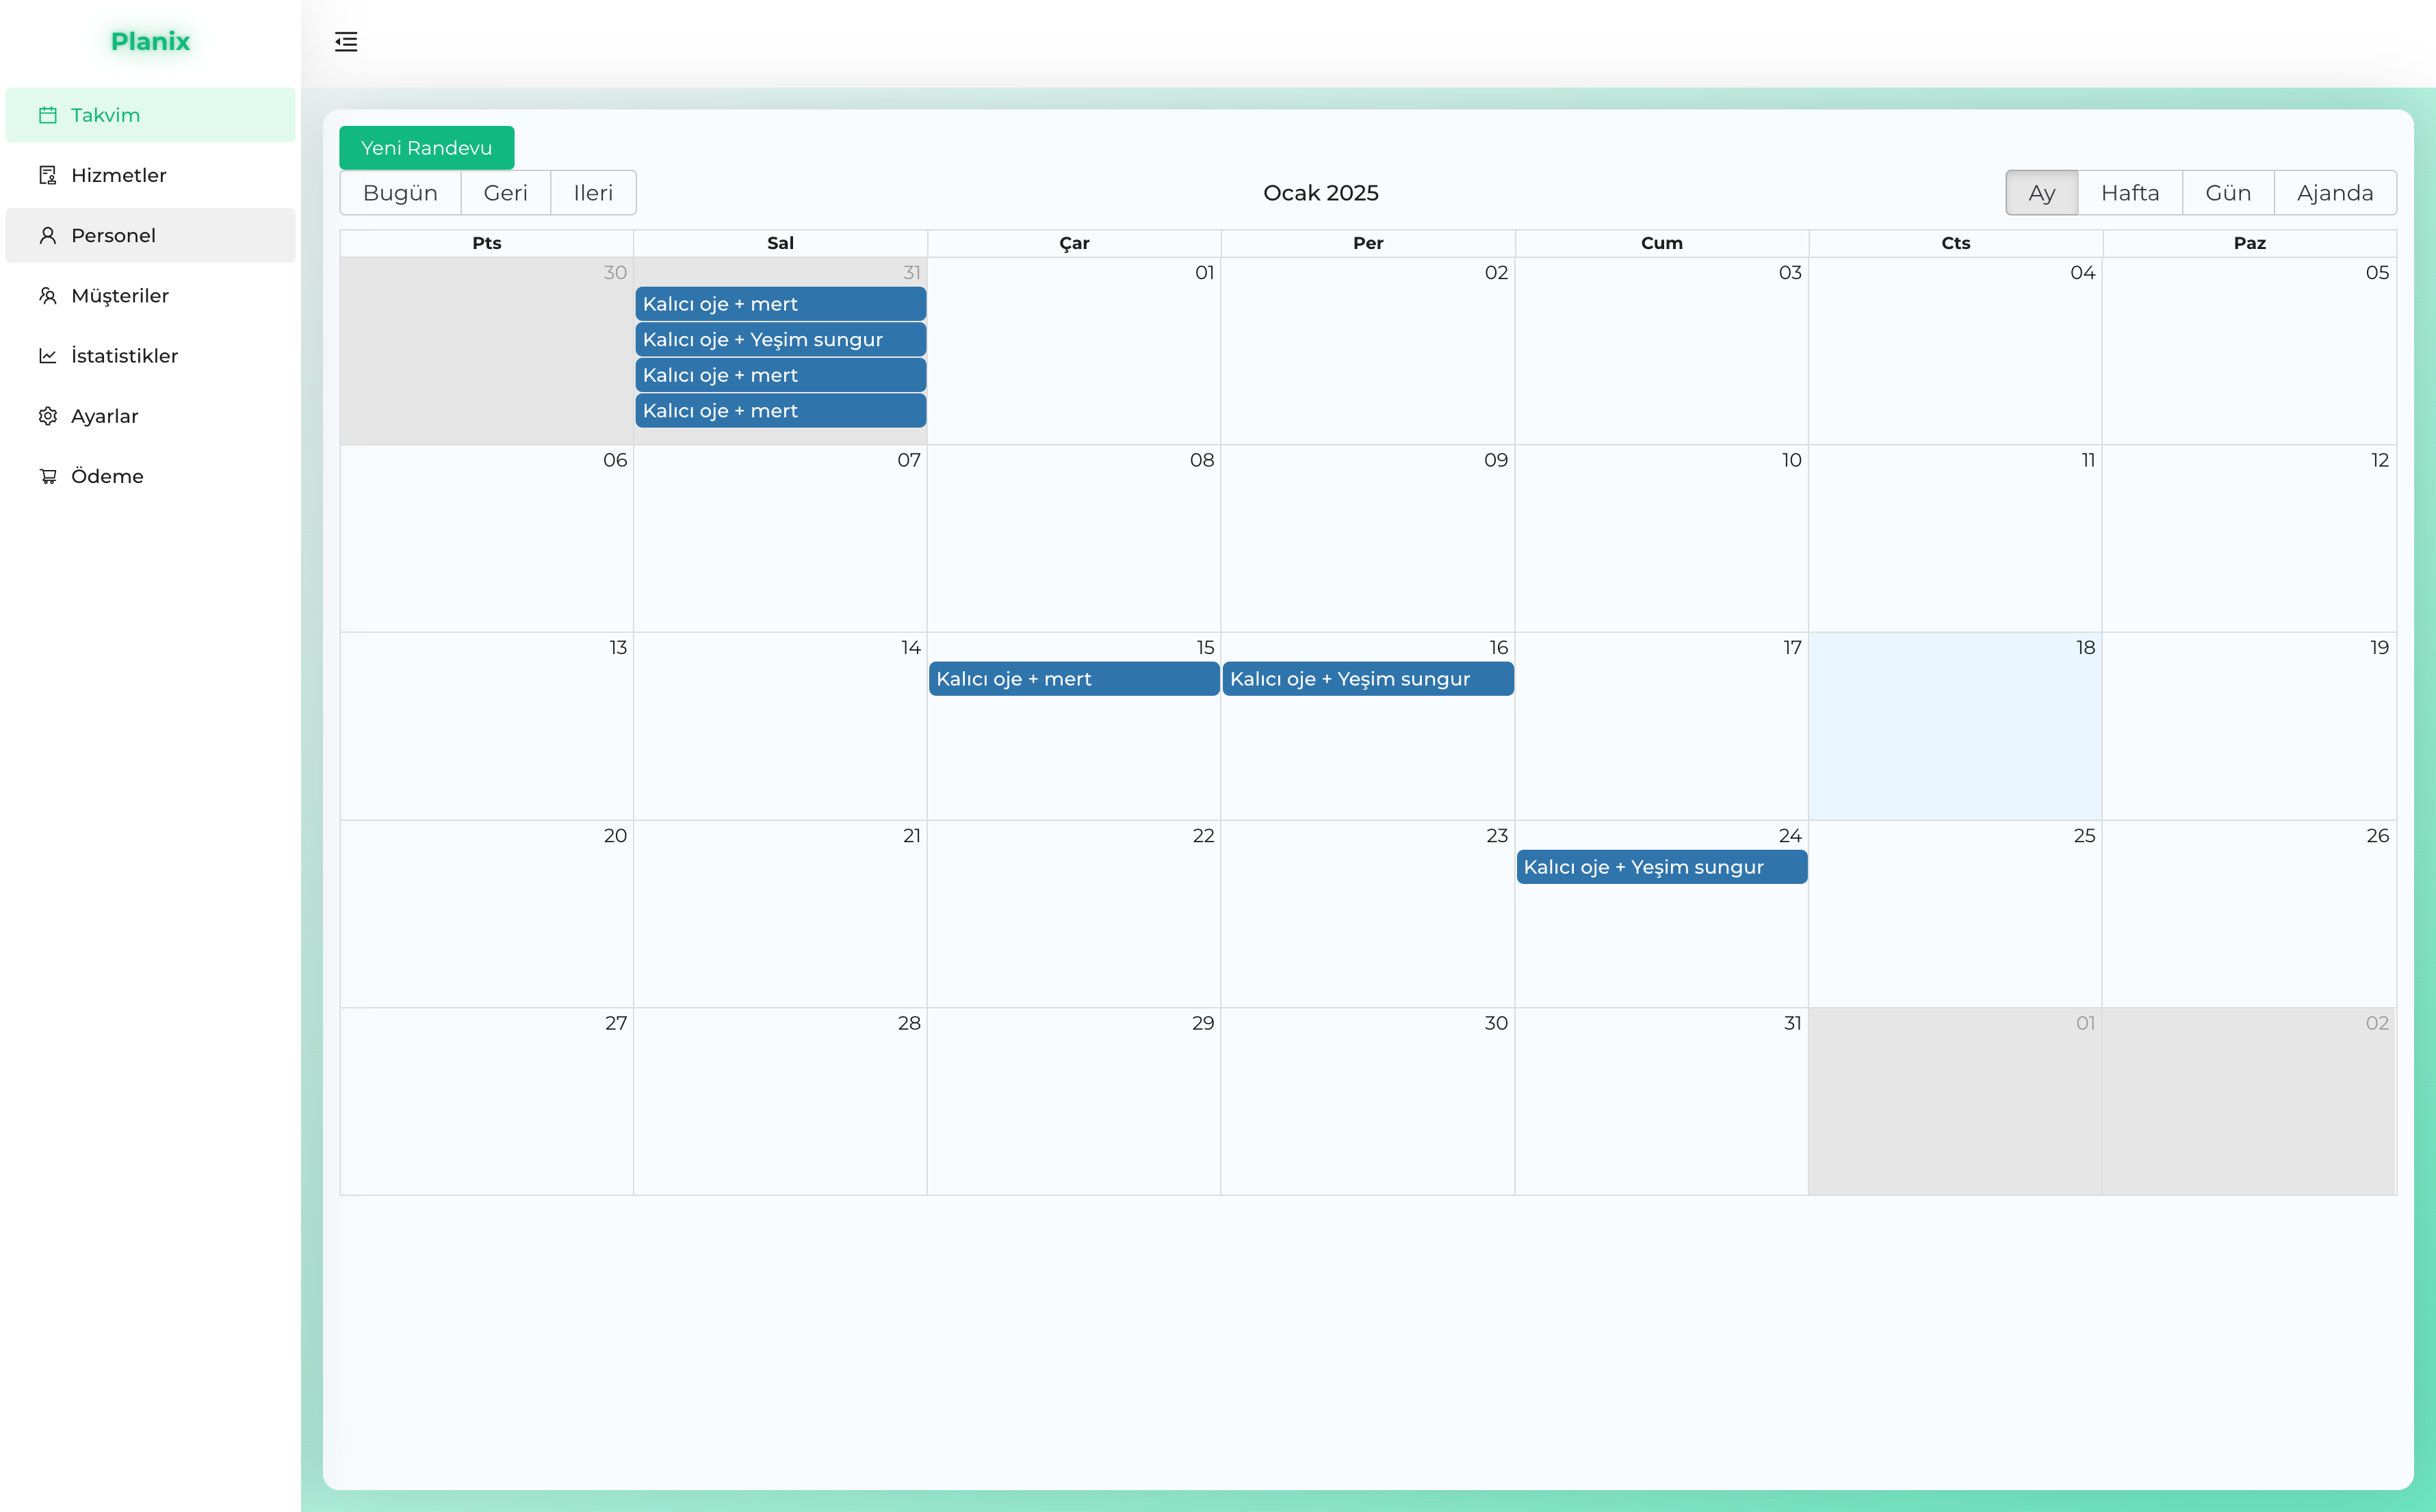 Planix
Takvim
Hizmetler
Personel
Müşteriler
İstatistikler
Ayarlar
Ödeme
Yeni Randevu
Bugün Geri Ileri
Ocak 2025
Ay Hafta Gün Ajanda
Pts Sal Çar Per Cum Cts Paz
30 31 01 02 03 04 05
Kalıcı oje + mert
Kalıcı oje + Yeşim sungur
Kalıcı oje + mert
Kalıcı oje + mert
06 07 08 09 10 11 12
13 14 15 16 17 18 19
Kalıcı oje + mert Kalıcı oje + Yeşim sungur
20 21 22 23 24 25 26
Kalıcı oje + Yeşim sungur
27 28 29 30 31 01 02